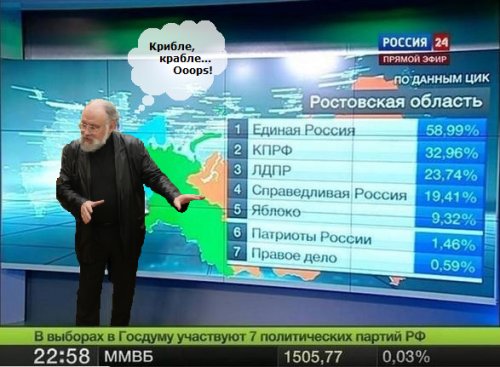 Крибле,
крабле...
Ooops!
РОССИЯ 24
ПРЯМОЙ ЭФИР
ПО ДАННЫМ ЦИК
Ростовская область
1 Единая Россия 58,99%
2 КПРФ 32,96%
3 ЛДПР 23,74%
4 Справедливая Россия 19,41%
5 Яблоко 9,32%
6 Патриоты России 1,46%
7 Правое дело 0,59%
В выборах в Госдуму участвуют 7 политических партий РФ
22:58 ММВБ 1505,77 0,03%